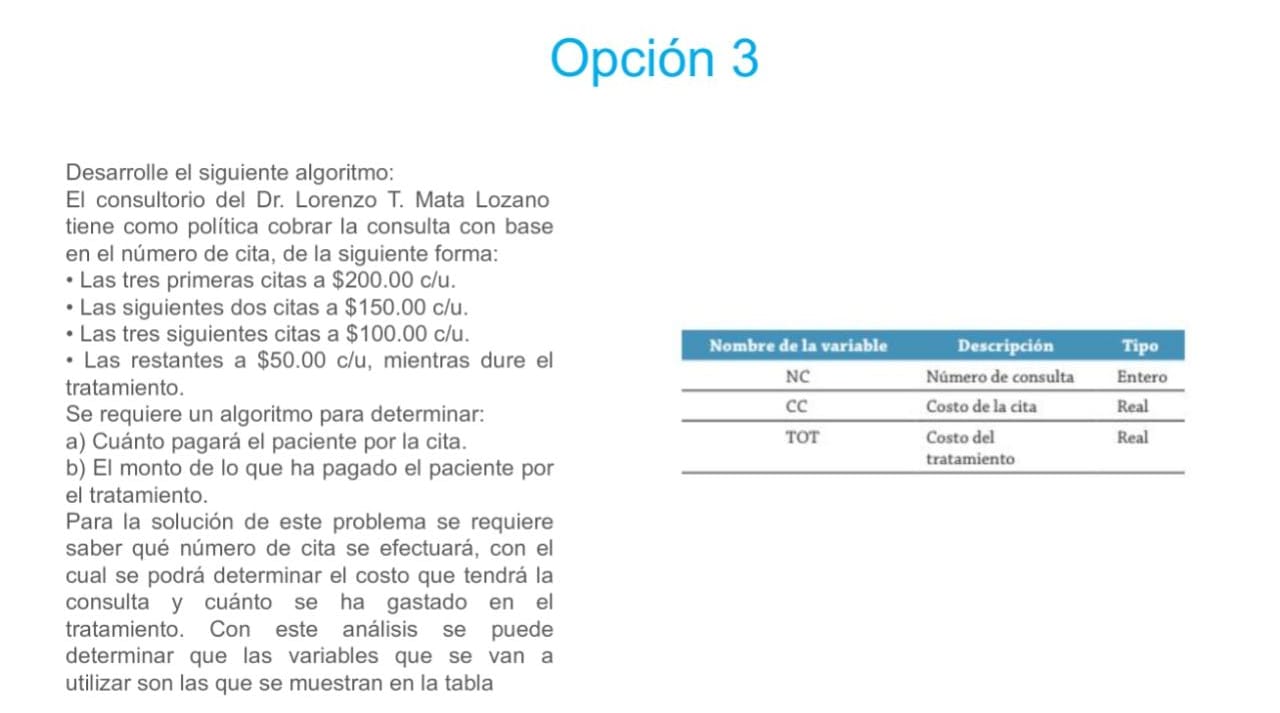 Opción 3
Desarrolle el siguiente algoritmo:
El consultorio del Dr. Lorenzo T. Mata Lozano
tiene como política cobrar la consulta con base
en el número de cita, de la siguiente forma:
• Las tres primeras citas a $200.00 c/u.
• Las siguientes dos citas a $150.00 c/u.
• Las tres siguientes citas a $100.00 c/u.
• Las restantes a $50.00 c/u, mientras dure el
tratamiento.
Se requiere un algoritmo para determinar:
a) Cuánto pagará el paciente por la cita.
b) El monto de lo que ha pagado el paciente por
el tratamiento.
Para la solución de este problema se requiere
saber qué número de cita se efectuará, con el
cual se podrá determinar el costo que tendrá la
consulta y cuánto se ha gastado en el
tratamiento. Con este análisis se puede
determinar que las variables que se van a
utilizar son las que se muestran en la tabla
Nombre de la variable Descripción Tipo
NC Número de consulta Entero
CC Costo de la cita Real
TOT Costo del Real
tratamiento